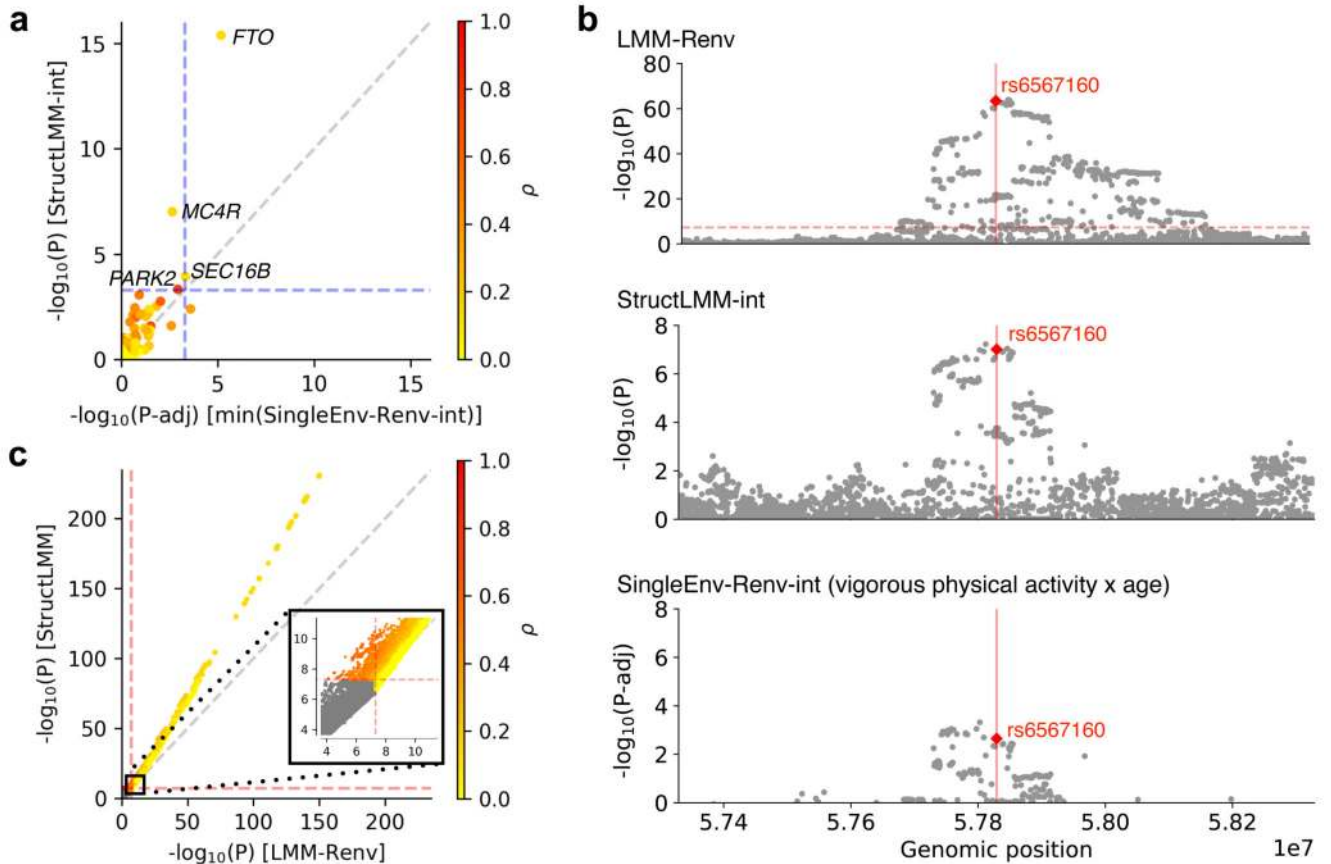 a
-log10(P) [StructLMM-int]
15
10
5
0
0 5 10 15
-log10(P-adj) [min(SingleEnv-Renv-int)]
FTO
MC4R
SEC16B
PARK2
1.0
0.8
0.6
0.4
0.2
0.0
ρ
b
LMM-Renv
-log10(P)
80
60
40
20
0
rs6567160
StructLMM-int
-log10(P)
8
6
4
2
0
rs6567160
SingleEnv-Renv-int (vigorous physical activity x age)
-log10(P-adj)
8
6
4
2
0
rs6567160
5.74 5.76 5.78 5.80 5.82
1e7
Genomic position
c
-log10(P) [StructLMM]
200
150
100
50
0
0 50 100 150 200
-log10(P) [LMM-Renv]
10
8
6
4
4 6 8 10
1.0
0.8
0.6
0.4
0.2
0.0
ρ